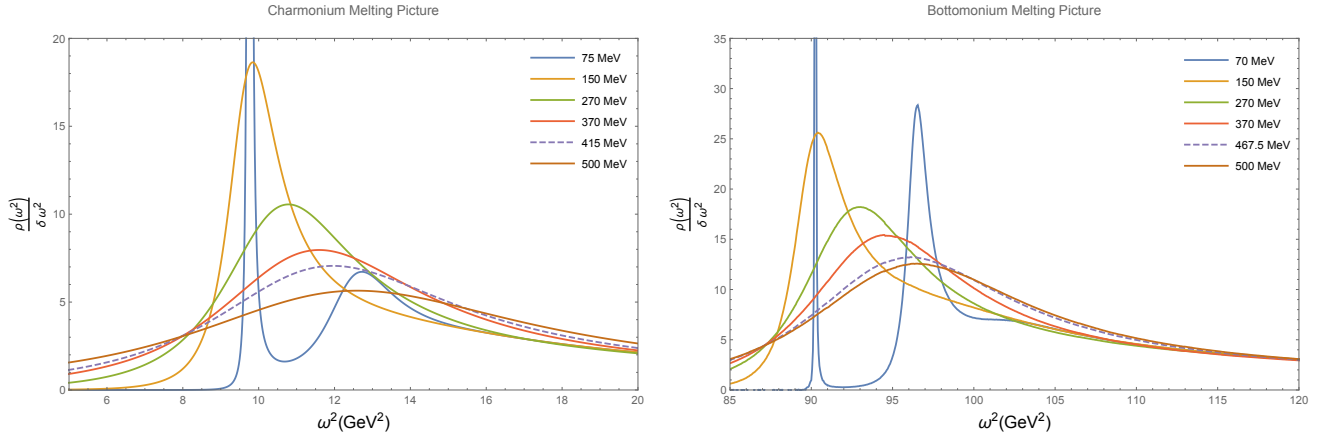 Charmonium Melting Picture
20
15
10
5
0
6
8
10
12
14
16
18
20
ω²(GeV²)
ρ(ω²)
δ ω²
75 MeV
150 MeV
270 MeV
370 MeV
415 MeV
500 MeV
Bottomonium Melting Picture
35
30
25
20
15
10
5
0
85
90
95
100
105
110
115
120
ω²(GeV²)
ρ(ω²)
δ ω²
70 MeV
150 MeV
270 MeV
370 MeV
467.5 MeV
500 MeV